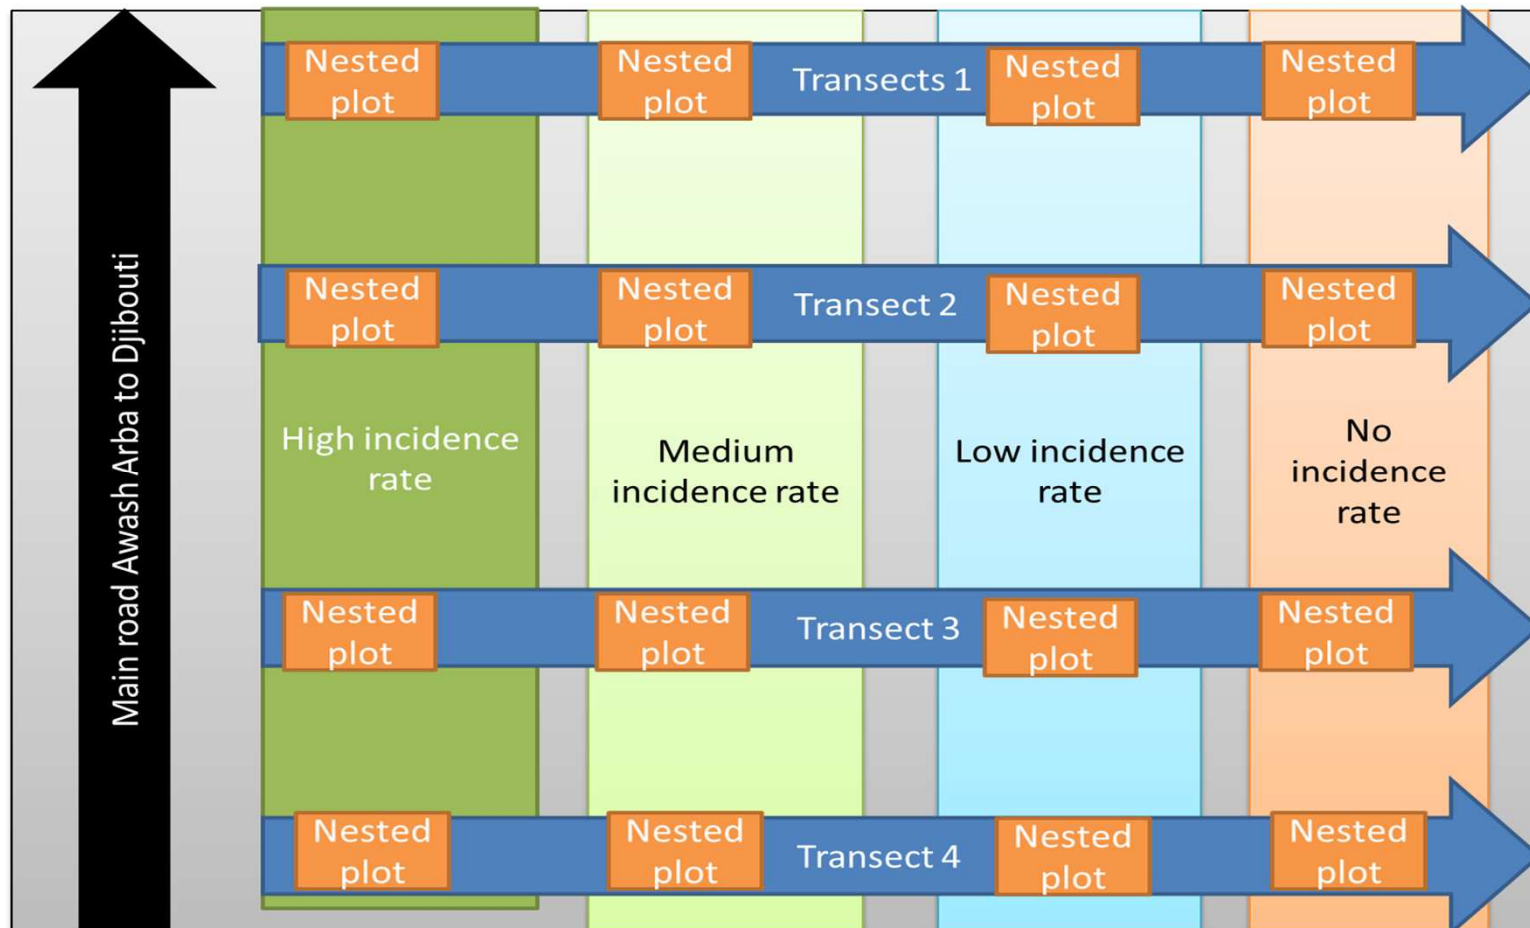 Main road Awash Arba to Djibouti
Nested
plot
Nested
plot
Transects 1
Nested
plot
Nested
plot
Nested
plot
Nested
plot
Transect 2
Nested
plot
Nested
plot
High incidence
rate
Medium
incidence rate
Low incidence
rate
No
incidence
rate
Nested
plot
Nested
plot
Transect 3
Nested
plot
Nested
plot
Nested
plot
Nested
plot
Transect 4
Nested
plot
Nested
plot